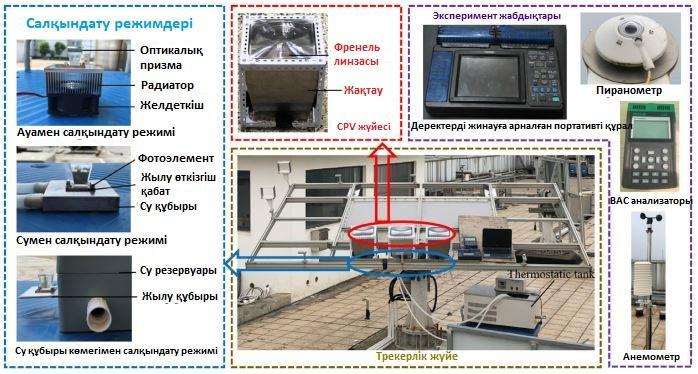 Салқындату режимдері
Оптикалық
призма
Радиатор
Желдеткіш
Ауамен салқындату режимі
Фотоэлемент
Жылу өткізгіш
қабат
Су құбыры
Сумен салқындату режимі
Су резервуары
Жылу құбыры
Су құбыры көмегімен салқындату режимі
Френель
линзасы
Жақтау
CPV жүйесі
Эксперимент жабдықтары
Пиранометр
Деректерді жинауға арналған портативті құрал
ВАС анализаторы
Анемометр
Thermostatic tank
Трекерлік жүйе